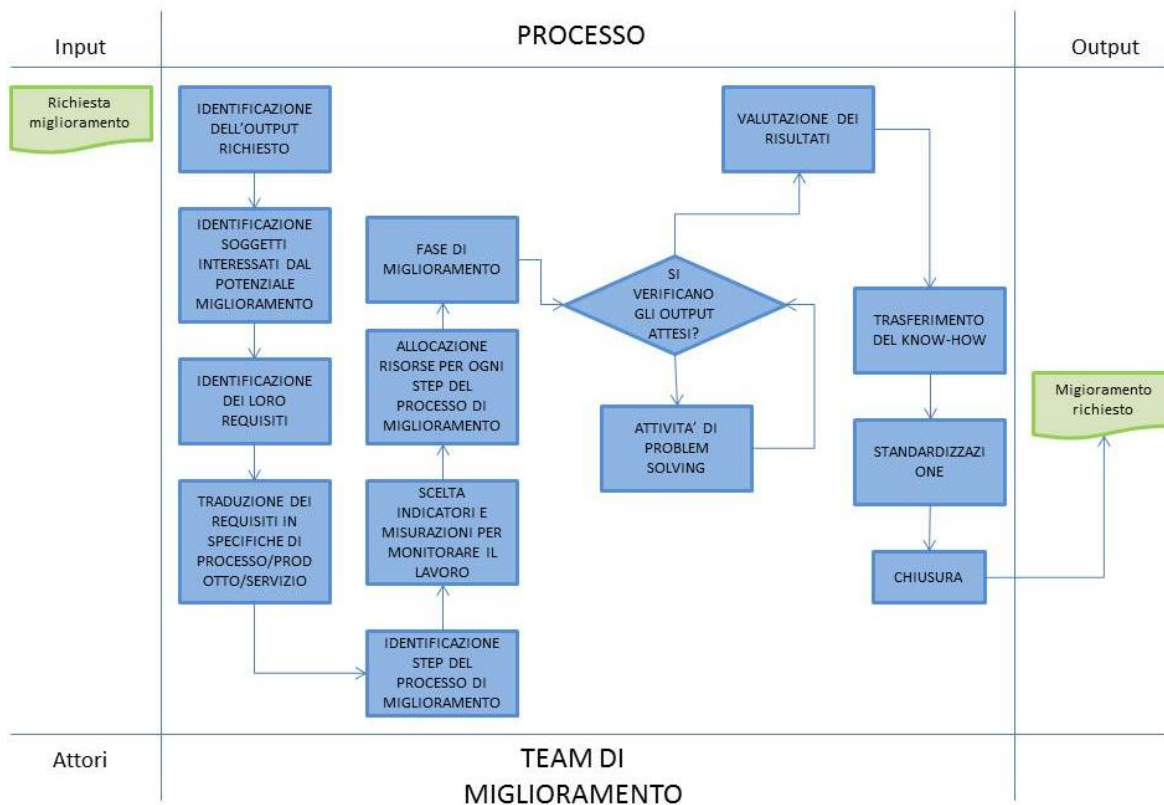 Input
PROCESSO
Output
Richiesta
miglioramento
IDENTIFICAZIONE
DELL'OUTPUT
RICHIESTO
IDENTIFICAZIONE
SOGGETTI
INTERESSATI DAL
POTENZIALE
MIGLIORAMENTO
IDENTIFICAZIONE
DEI LORO
REQUISITI
TRADUZIONE DEI
REQUISITI IN
SPECIFICHE DI
PROCESSO/PROD
OTTO/SERVIZIO
IDENTIFICAZIONE
STEP DEL
PROCESSO DI
MIGLIORAMENTO
SCELTA
INDICATORI E
MISURAZIONI PER
MONITORARE IL
LAVORO
ALLOCAZIONE
RISORSE PER OGNI
STEP DEL
PROCESSO DI
MIGLIORAMENTO
FASE DI
MIGLIORAMENTO
SI
VERIFICANO
GLI OUTPUT
ATTESI?
ATTIVITA' DI
PROBLEM
SOLVING
VALUTAZIONE DEI
RISULTATI
TRASFERIMENTO
DEL KNOW-HOW
STANDARDIZZAZI
ONE
CHIUSURA
Migioramento
richiesto
Attori
TEAM DI
MIGLIORAMENTO